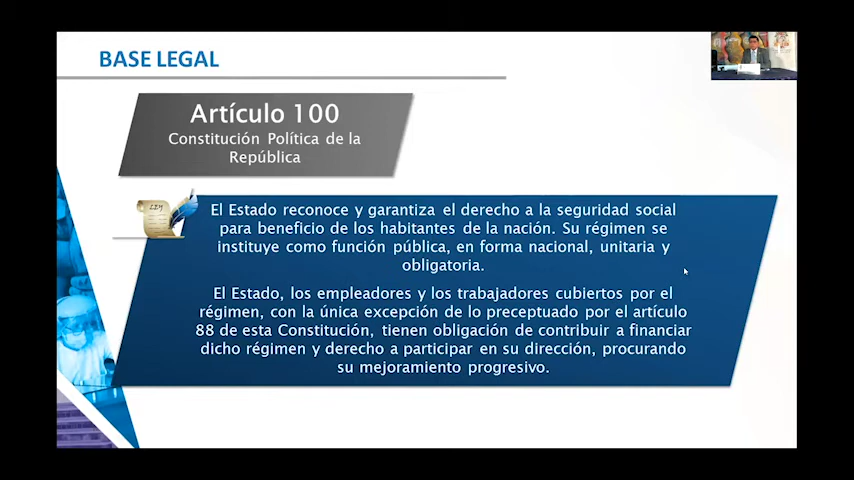 BASE LEGAL
Artículo 100
Constitución Política de la
República
LEY
El Estado reconoce y garantiza el derecho a la seguridad social
para beneficio de los habitantes de la nación. Su régimen se
instituye como función pública, en forma nacional, unitaria y
obligatoria.
El Estado, los empleadores y los trabajadores cubiertos por el
régimen, con la única excepción de lo preceptuado por el artículo
88 de esta Constitución, tienen obligación de contribuir a financiar
dicho régimen y derecho a participar en su dirección, procurando
su mejoramiento progresivo.